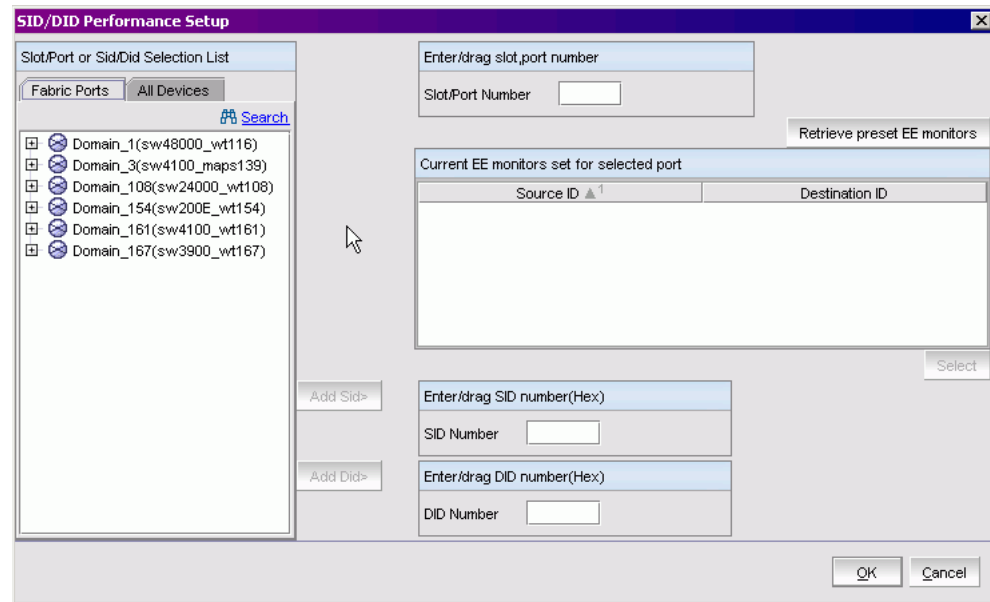 SID/DID Performance Setup
Slot/Port or Sid/Did Selection List
Fabric Ports
All Devices
Search
Domain_1(sw48000_wt116)
Domain_3(sw4100_maps139)
Domain_108(sw24000_wt108)
Domain_154(sw200E_wt154)
Domain_161(sw4100_wt161)
Domain_167(sw3900_wt167)
Enter/drag slot,port number
Slot/Port Number
Retrieve preset EE monitors
Current EE monitors set for selected port
Source ID ▲1 Destination ID
Select
Add Sid>
Enter/drag SID number(Hex)
SID Number
Add Did>
Enter/drag DID number(Hex)
DID Number
OK
Cancel